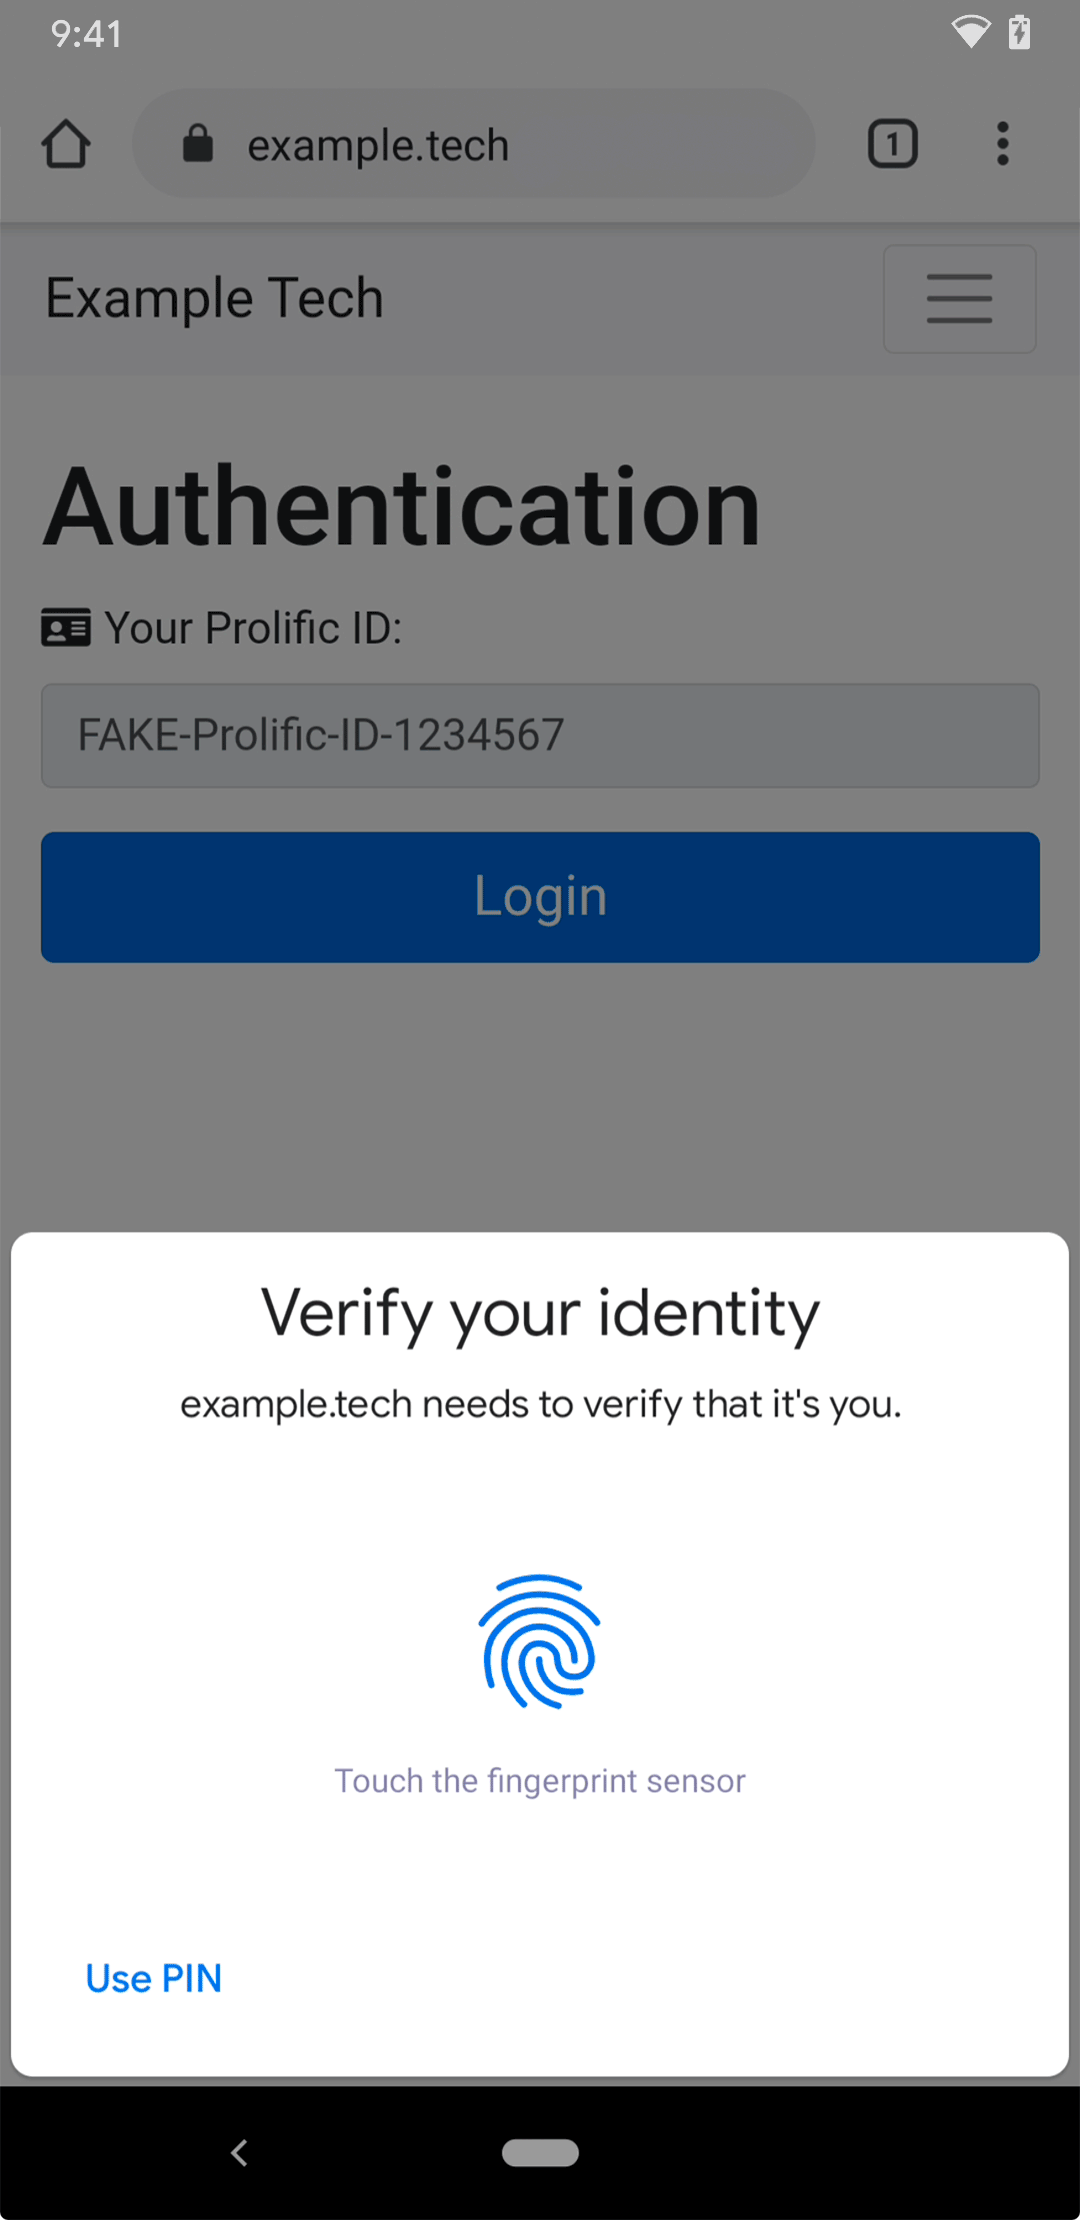 9:41
example.tech
1
Example Tech
Authentication
Your Prolific ID:
FAKE-Prolific-ID-1234567
Login
Verify your identity
example.tech needs to verify that it's you.
Touch the fingerprint sensor
Use PIN